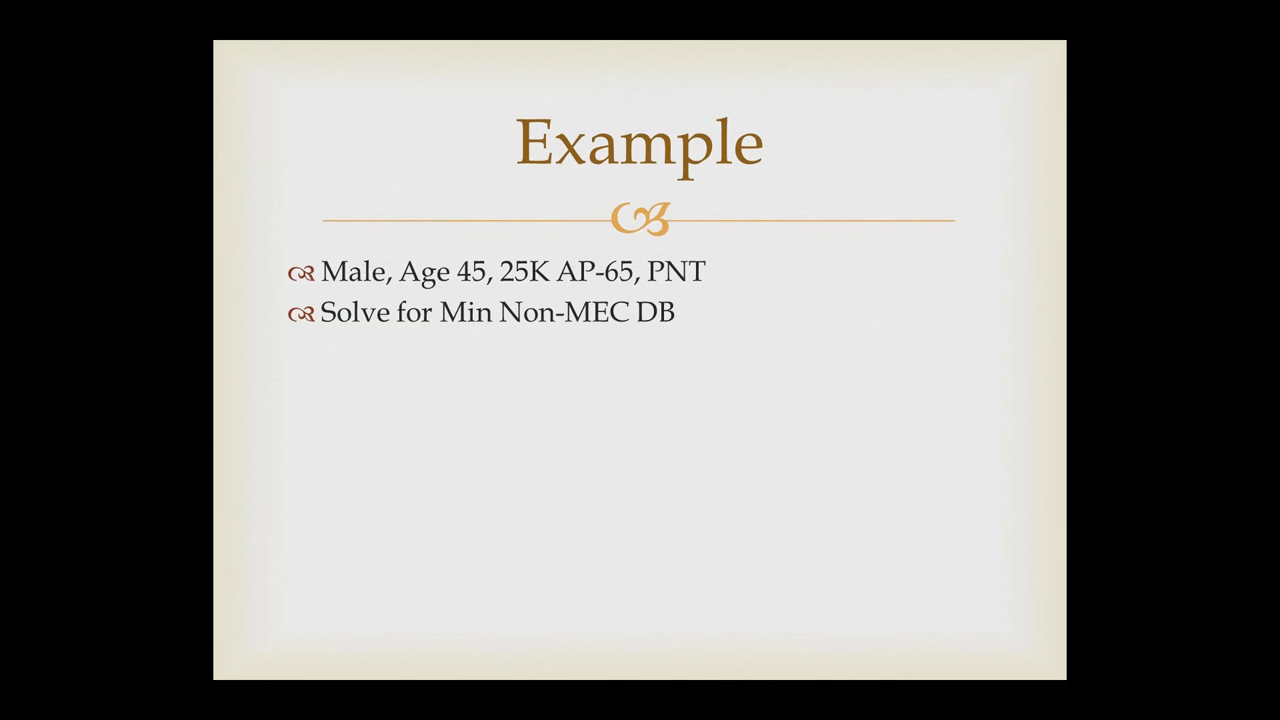 Example
Male, Age 45, 25K AP-65, PNT
Solve for Min Non-MEC DB